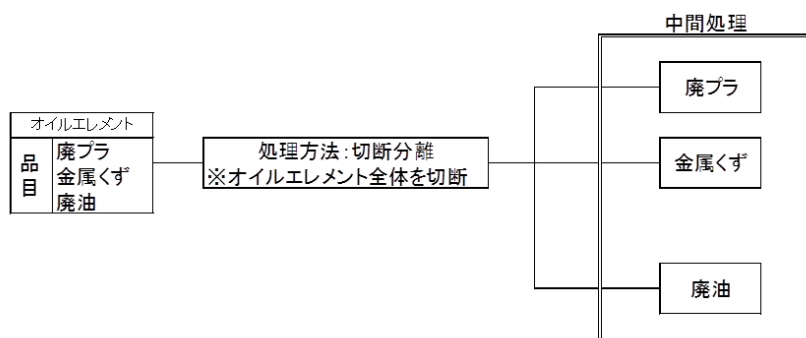 中間処理
廃プラ
オイルエレメント
品目
廃プラ
金属くず
廃油
処理方法：切断分離
※オイルエレメント全体を切断
金属くず
廃油